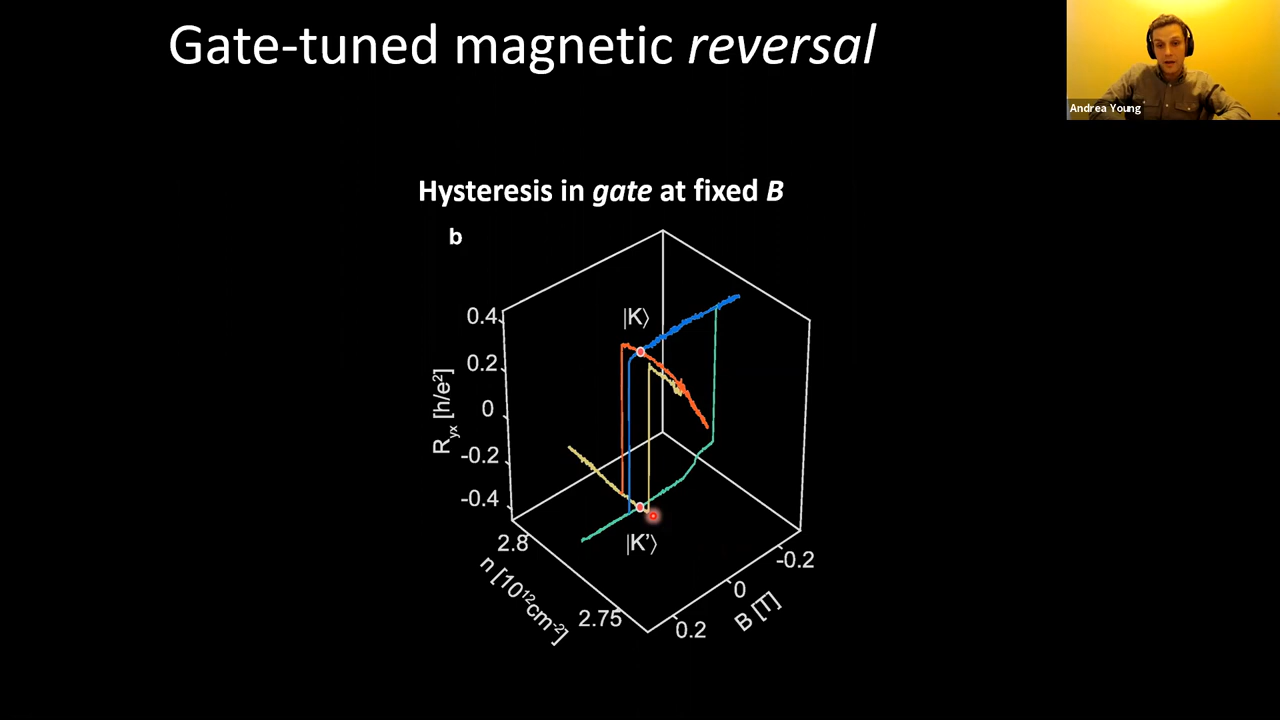 Gate-tuned magnetic reversal
Andrea Young
Hysteresis in gate at fixed B
b
|K⟩
0.4
0.2
0
-0.2
-0.4
Ryx [h/e²]
|K'⟩
2.8
2.75
n [10¹²cm⁻²]
-0.2
0
0.2
B [T]